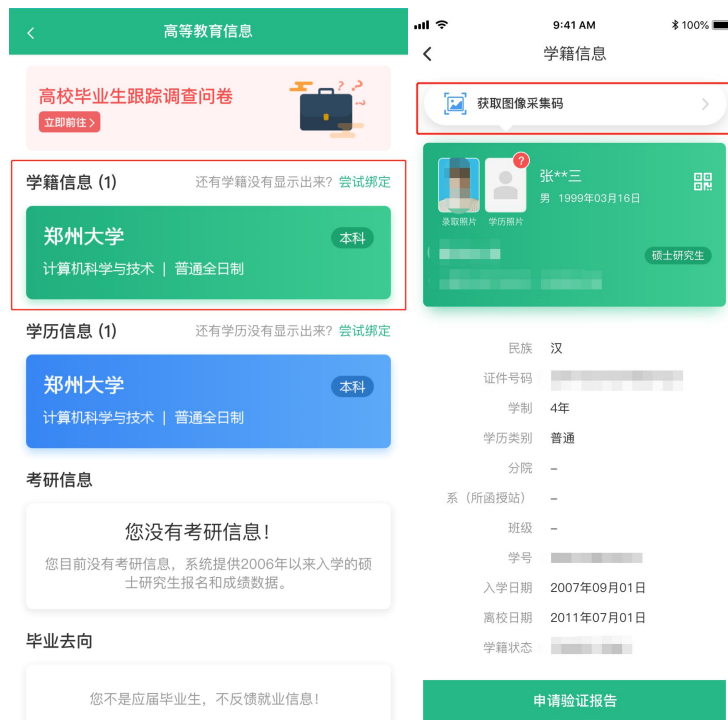 高等教育信息
高校毕业生跟踪调查问卷
立即前往>
学籍信息 (1) 还有学籍没有显示出来? 尝试绑定
郑州大学 本科
计算机科学与技术 | 普通全日制
学历信息 (1) 还有学历没有显示出来? 尝试绑定
郑州大学 本科
计算机科学与技术 | 普通全日制
考研信息
您没有考研信息!
您目前没有考研信息, 系统提供2006年以来入学的硕
士研究生报名和成绩数据。
毕业去向
您不是应届毕业生, 不反馈就业信息!
9:41 AM 100%
学籍信息
获取图像采集码
?
张**三
男 1999年03月16日
录取照片 学历照片
硕士研究生
民族 汉
证件号码
学制 4年
学历类别 普通
分院 –
系（所函授站） –
班级 –
学号
入学日期 2007年09月01日
离校日期 2011年07月01日
学籍状态
申请验证报告